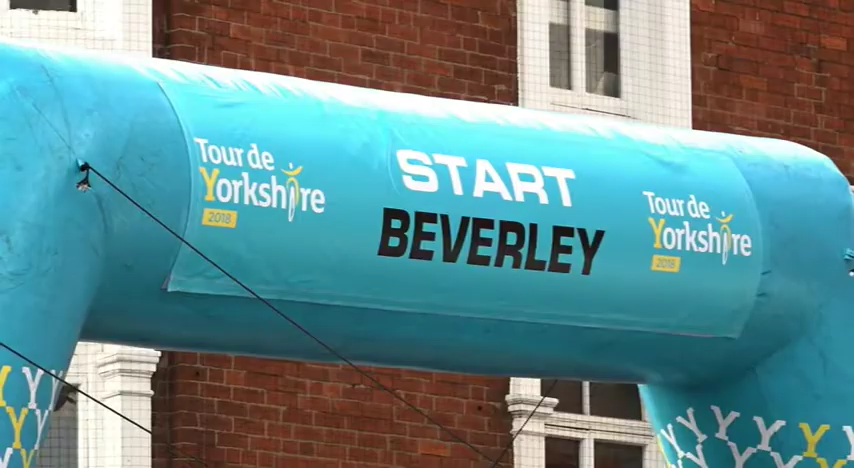 Tour de
Yorkshire
2018
START
BEVERLEY
Tour de
Yorkshire
2018